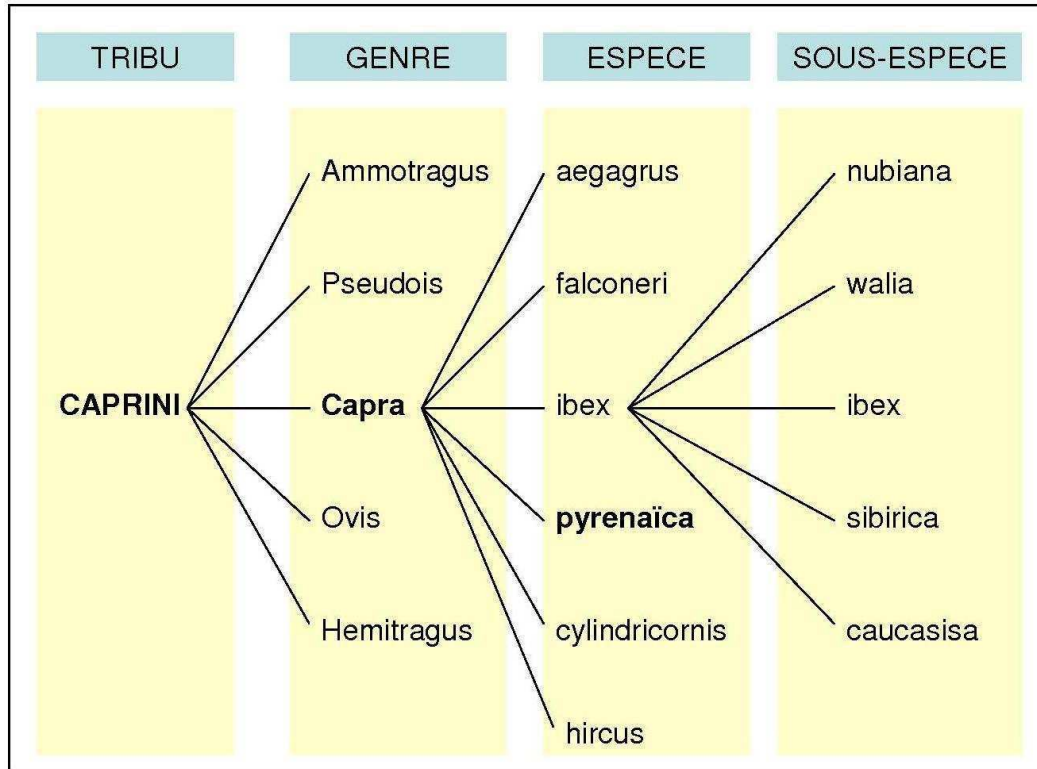 TRIBU GENRE ESPECE SOUS-ESPECE
Ammotragus aegagrus nubiana
Pseudois falconeri walia
CAPRINI Capra ibex ibex
Ovis pyrenaïca sibirica
Hemitragus cylindricornis caucasisa
hircus